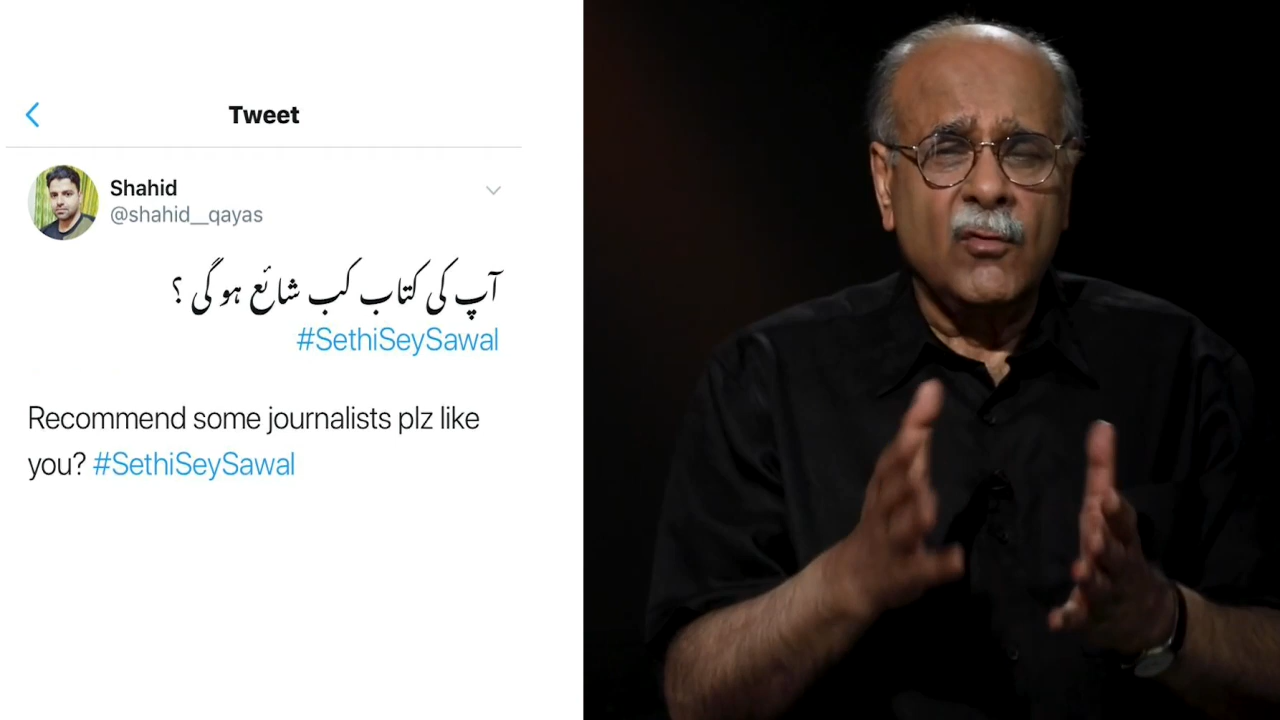 Tweet
Shahid
@shahid__qayas
آپ کی کتاب کب شائع ہو گی ؟
#SethiSeySawal
Recommend some journalists plz like
you? #SethiSeySawal